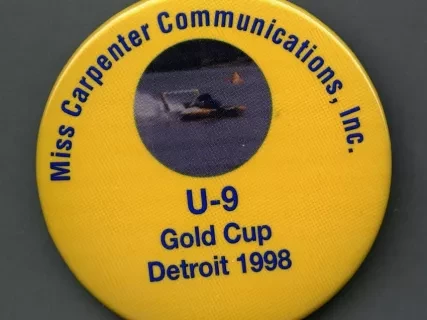 Miss Carpenter Communications, Inc.
U-9
Gold Cup
Detroit 1998